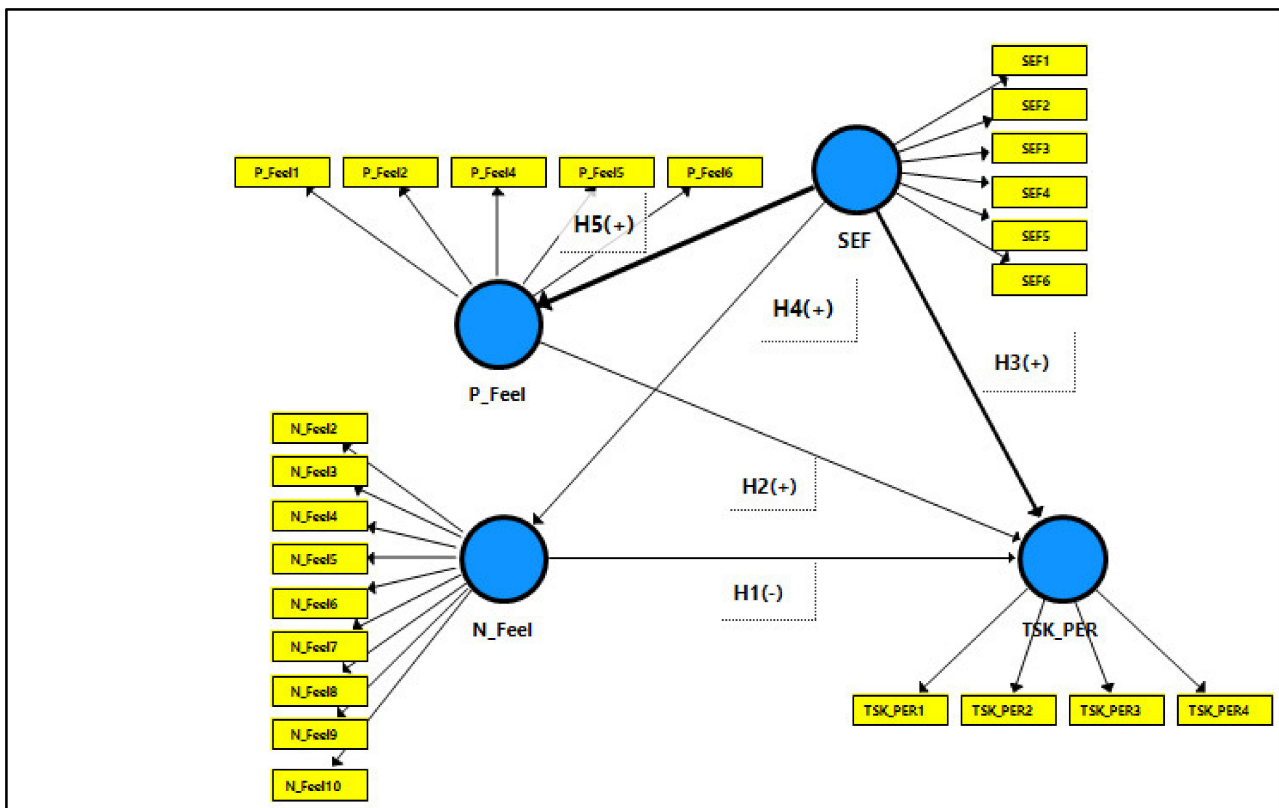 SEF1
SEF2
SEF3
SEF4
SEF5
SEF6
SEF
P_Feel1
P_Feel2
P_Feel4
P_Feel5
P_Feel6
H5(+)
H4(+)
H3(+)
P_Feel
N_Feel2
N_Feel3
N_Feel4
N_Feel5
N_Feel6
N_Feel7
N_Feel8
N_Feel9
N_Feel10
H2(+)
H1(-)
N_Feel
TSK_PER
TSK_PER1
TSK_PER2
TSK_PER3
TSK_PER4